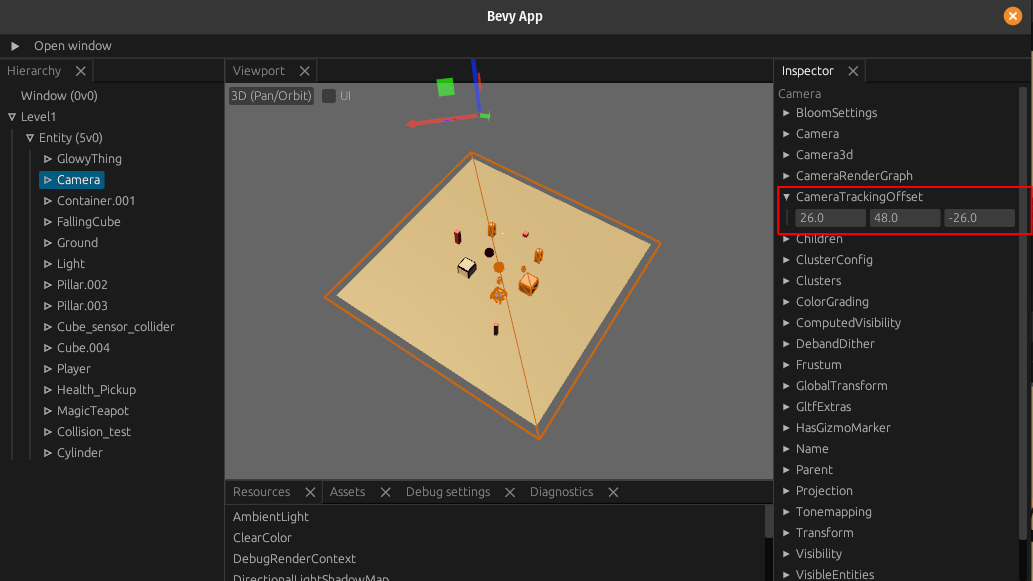 Bevy App
Open window
Hierarchy
Window (0v0)
Level1
Entity (5v0)
GlowyThing
Camera
Container.001
FallingCube
Ground
Light
Pillar.002
Pillar.003
Cube_sensor_collider
Cube.004
Player
Health_Pickup
MagicTeapot
Collision_test
Cylinder
Viewport
3D (Pan/Orbit) UI
Resources Assets Debug settings Diagnostics
AmbientLight
ClearColor
DebugRenderContext
DirectionalLightShadowMap
Inspector
Camera
BloomSettings
Camera
Camera3d
CameraRenderGraph
CameraTrackingOffset
26.0 48.0 -26.0
Children
ClusterConfig
Clusters
ColorGrading
ComputedVisibility
DebandDither
Frustum
GlobalTransform
GltfExtras
HasGizmoMarker
Name
Parent
Projection
Tonemapping
Transform
Visibility
VisibleEntities